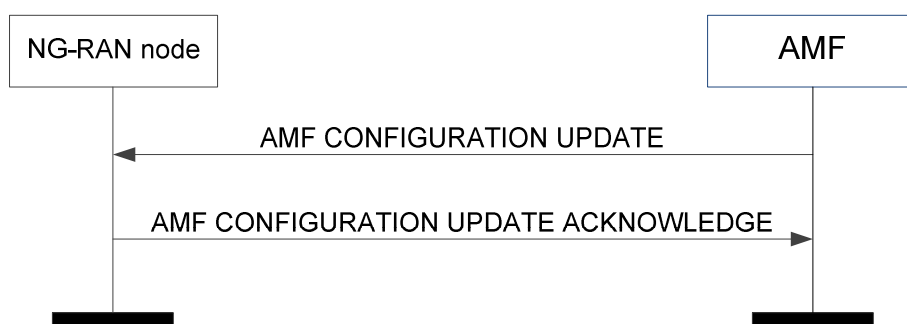 NG-RAN node
AMF
AMF CONFIGURATION UPDATE
AMF CONFIGURATION UPDATE ACKNOWLEDGE